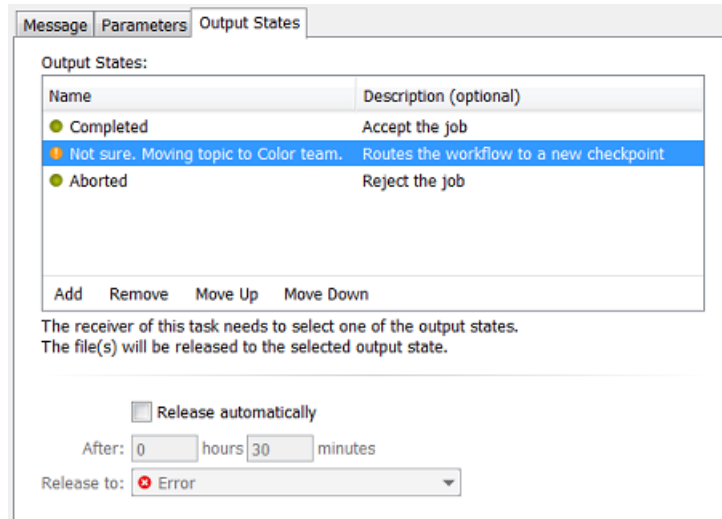 Message Parameters Output States
Output States:
Name Description (optional)
Completed Accept the job
Not sure. Moving topic to Color team. Routes the workflow to a new checkpoint
Aborted Reject the job
Add Remove Move Up Move Down
The receiver of this task needs to select one of the output states.
The file(s) will be released to the selected output state.
Release automatically
After: 0 hours 30 minutes
Release to: Error